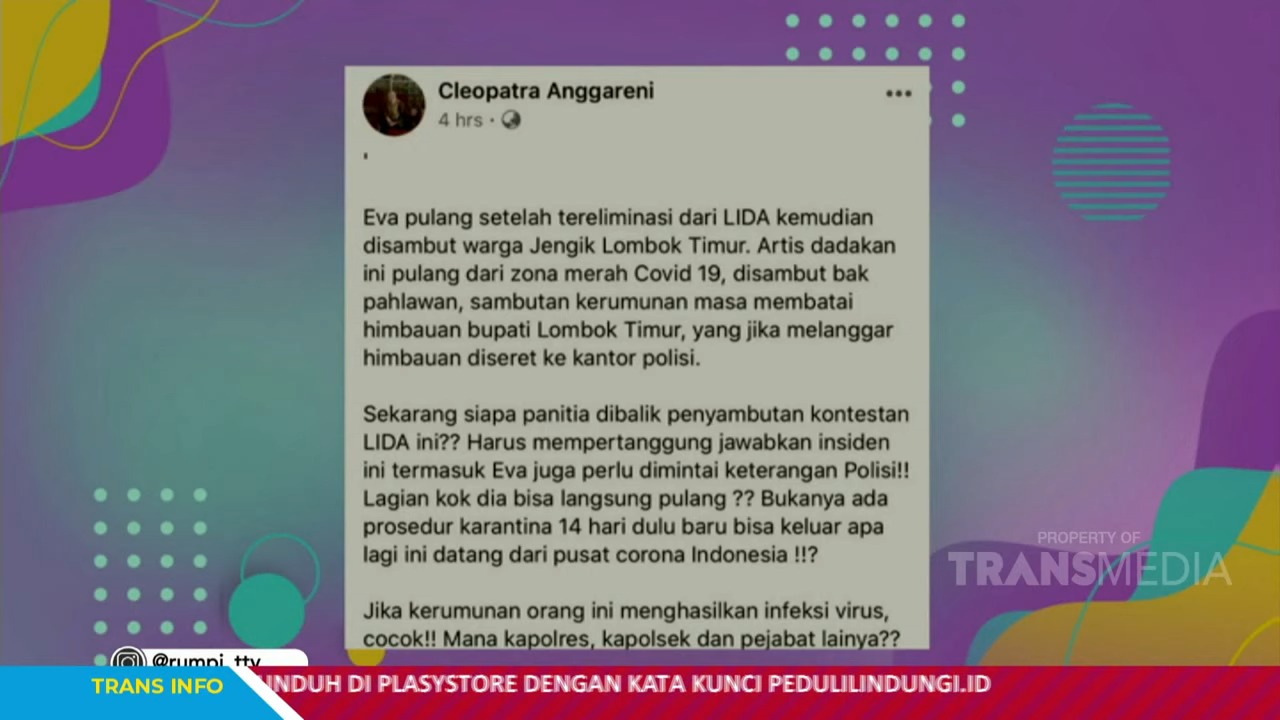 Cleopatra Anggareni
4 hrs ·
Eva pulang setelah tereliminasi dari LIDA kemudian
disambut warga Jengik Lombok Timur. Artis dadakan
ini pulang dari zona merah Covid 19, disambut bak
pahlawan, sambutan kerumunan masa membatai
himbauan bupati Lombok Timur, yang jika melanggar
himbauan diseret ke kantor polisi.
Sekarang siapa panitia dibalik penyambutan kontestan
LIDA ini?? Harus mempertanggung jawabkan insiden
ini termasuk Eva juga perlu dimintai keterangan Polisi!!
Lagian kok dia bisa langsung pulang ?? Bukanya ada
prosedur karantina 14 hari dulu baru bisa keluar apa
lagi ini datang dari pusat corona Indonesia !!?
Jika kerumunan orang ini menghasilkan infeksi virus,
cocok!! Mana kapolres, kapolsek dan pejabat lainya??
PROPERTY OF
TRANSMEDIA
@rumpi_ttv
TRANS INFO
UNDUH DI PLASYSTORE DENGAN KATA KUNCI PEDULILINDUNGI.ID